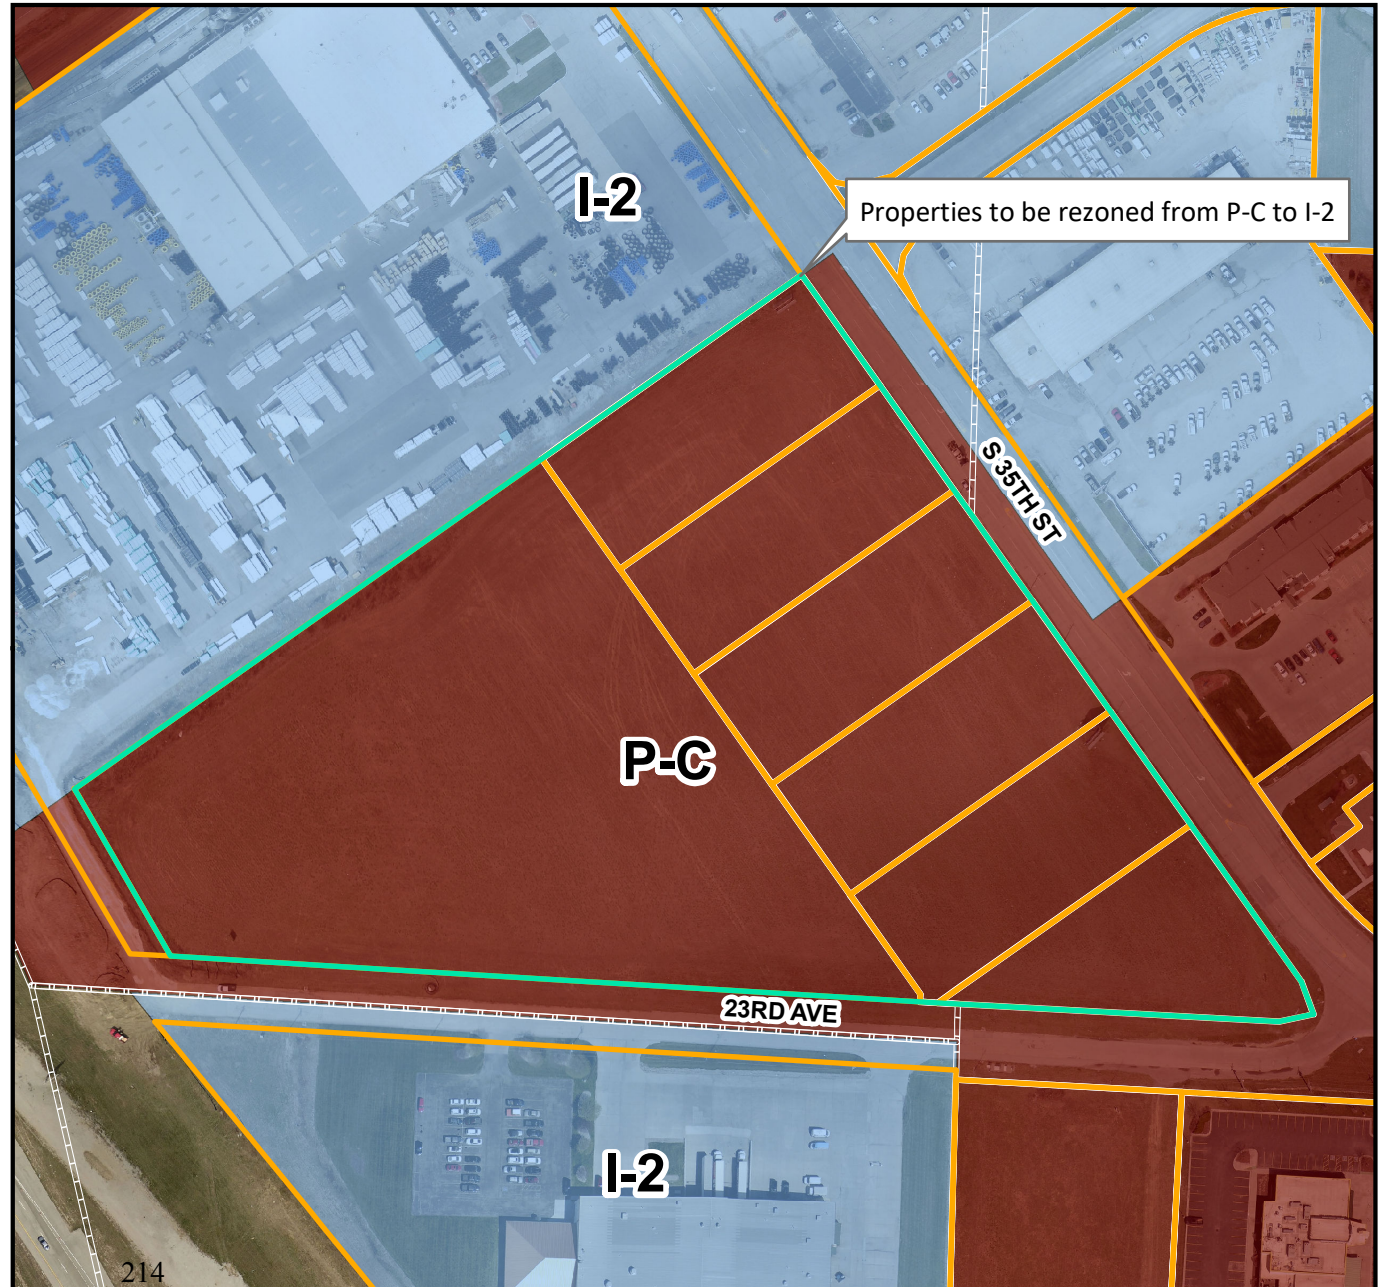 I-2
Properties to be rezoned from P-C to I-2
S 35TH ST
P-C
23RD AVE
I-2
214